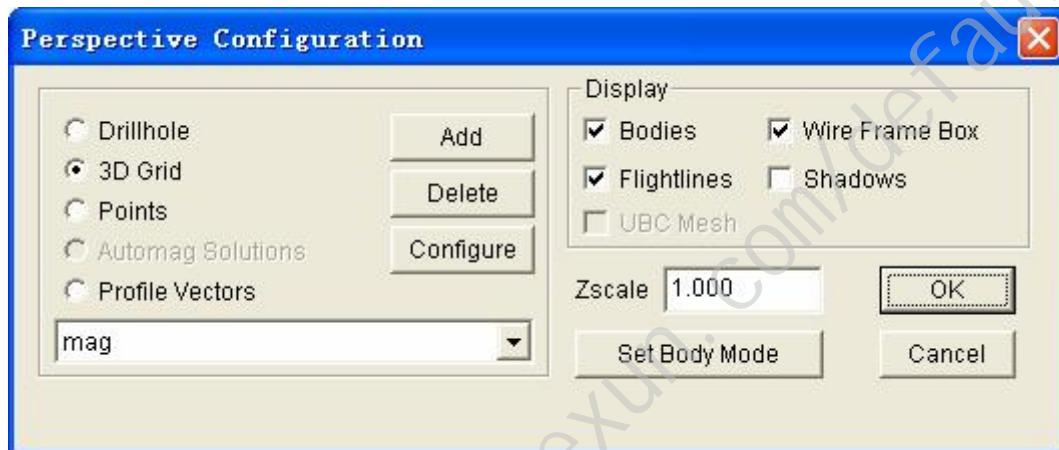 Perspective Configuration
Drillhole
3D Grid
Points
Automag Solutions
Profile Vectors
mag
Add
Delete
Configure
Display
Bodies
Wire Frame Box
Flightlines
Shadows
UBC Mesh
Zscale 1.000
OK
Set Body Mode
Cancel